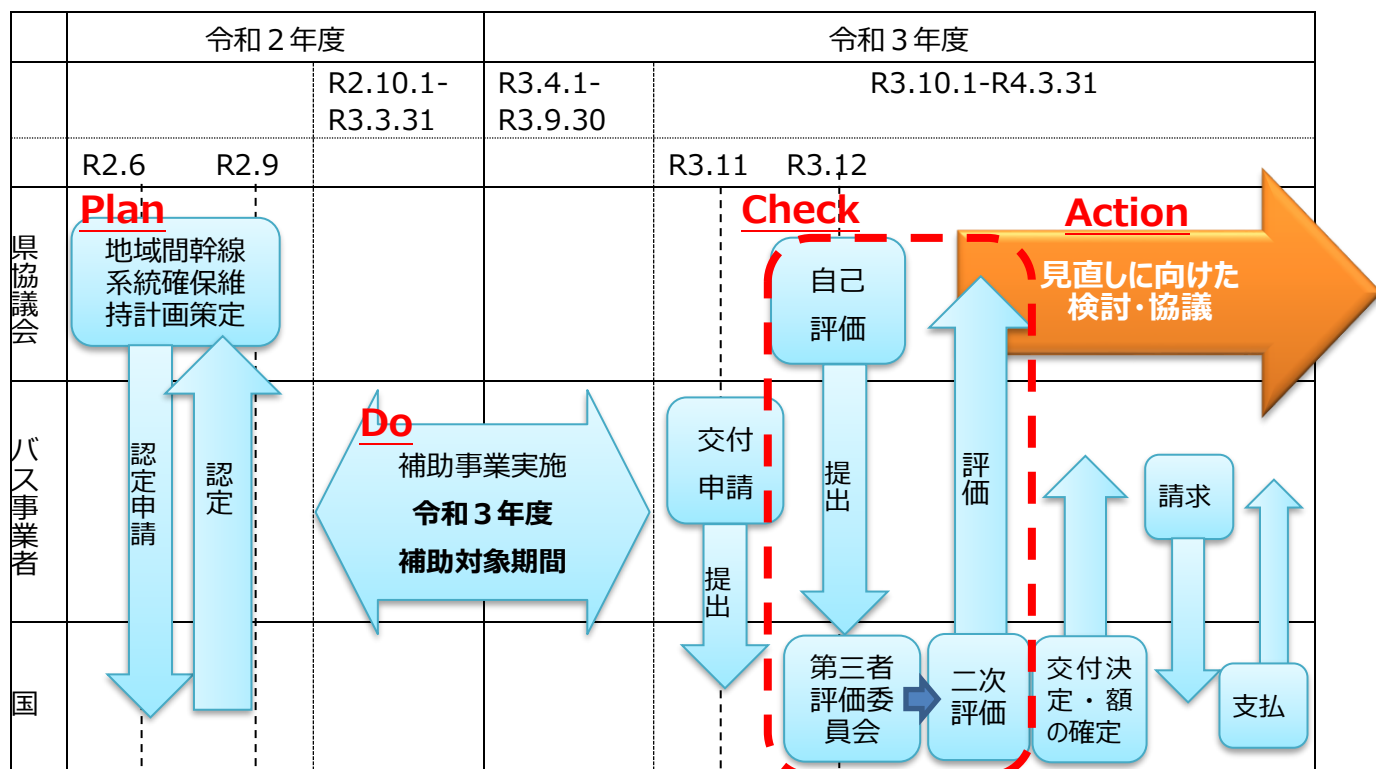 令和２年度
令和３年度
R2.10.1-
R3.3.31
R3.4.1-
R3.9.30
R3.10.1-R4.3.31
R2.6
R2.9
R3.11
R3.12
県協議会
Plan
地域間幹線
系統確保維
持計画策定
Check
自己
評価
Action
見直しに向けた
検討・協議
バス事業者
認定申請
認定
Do
補助事業実施
令和３年度
補助対象期間
交付
申請
提出
提出
評価
請求
国
第三者
評価委
員会
二次
評価
交付決
定・額
の確定
支払